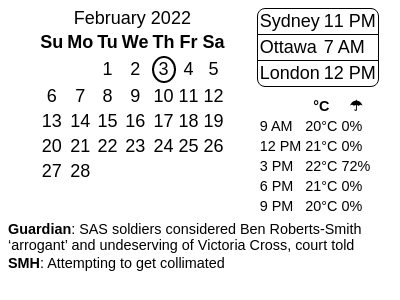 February 2022
Su Mo Tu We Th Fr Sa
1 2 3 4 5
6 7 8 9 10 11 12
13 14 15 16 17 18 19
20 21 22 23 24 25 26
27 28
Sydney 11 PM
Ottawa 7 AM
London 12 PM
°C ☂
9 AM 20°C 0%
12 PM 21°C 0%
3 PM 22°C 72%
6 PM 21°C 0%
9 PM 20°C 0%
Guardian: SAS soldiers considered Ben Roberts-Smith
‘arrogant’ and undeserving of Victoria Cross, court told
SMH: Attempting to get collimated